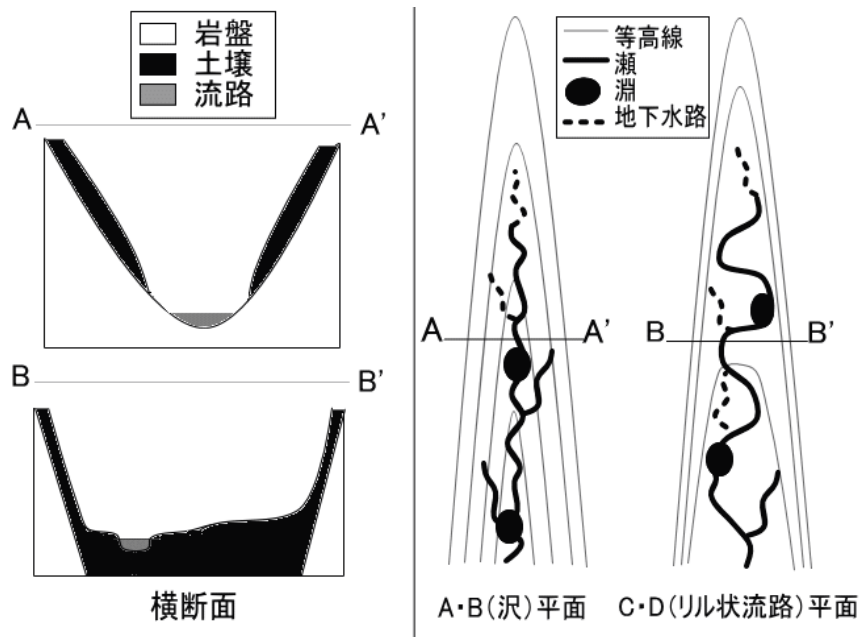 岩盤
土壌
流路
A A'
B B'
横断面
等高線
瀬
淵
地下水路
A A'
B B'
A・B(沢)平面
C・D(リル状流路)平面